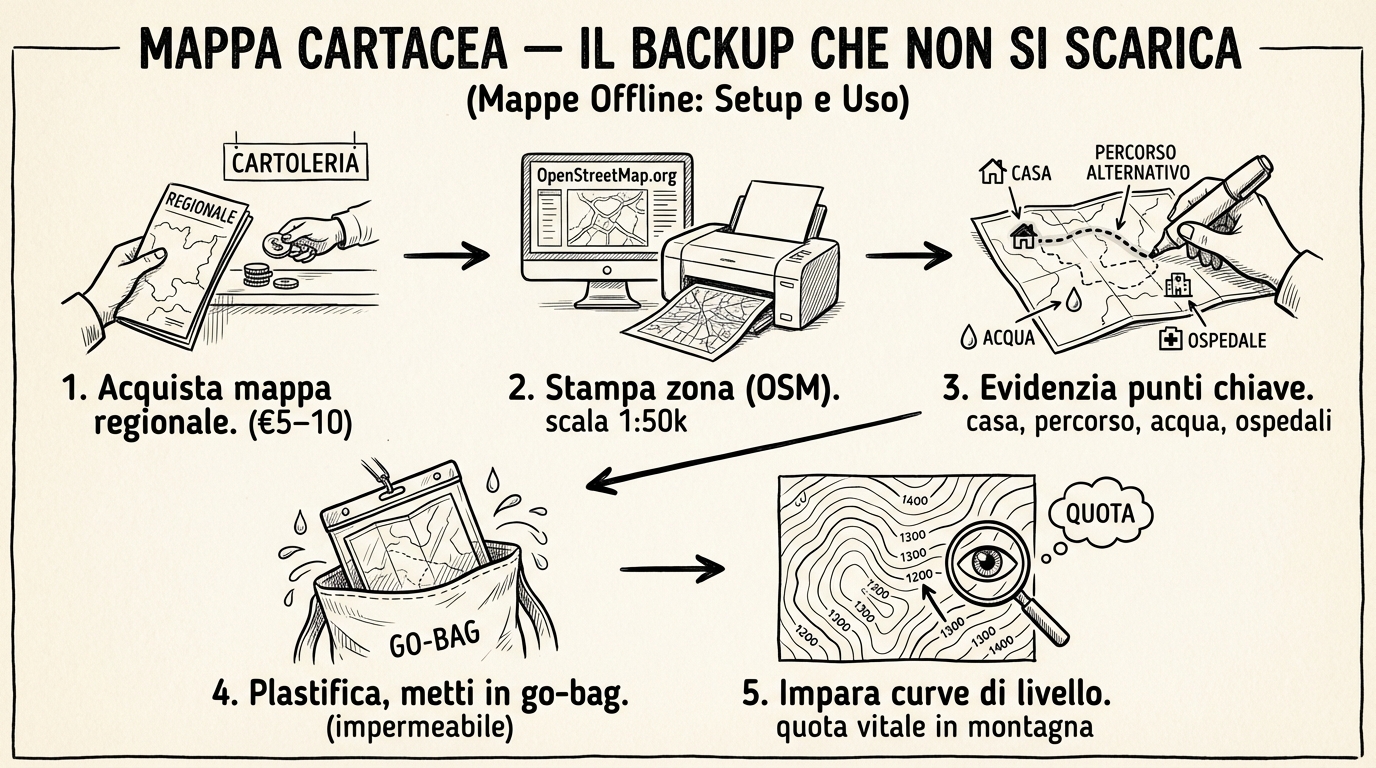 MAPPA CARTACEA — IL BACKUP CHE NON SI SCARICA
(Mappe Offline: Setup e Uso)
CARTOLERIA
REGIONALE
1. Acquista mappa
regionale. (€5–10)
OpenStreetMap.org
2. Stampa zona (OSM).
scala 1:50k
CASA
PERCORSO
ALTERNATIVO
ACQUA
OSPEDALE
3. Evidenzia punti chiave.
casa, percorso, acqua, ospedali
GO-BAG
4. Plastifica, metti in go-bag.
(impermeabile)
1400
1300
1300
1200
1300
1200
1300
1300
1400
QUOTA
5. Impara curve di livello.
quota vitale in montagna